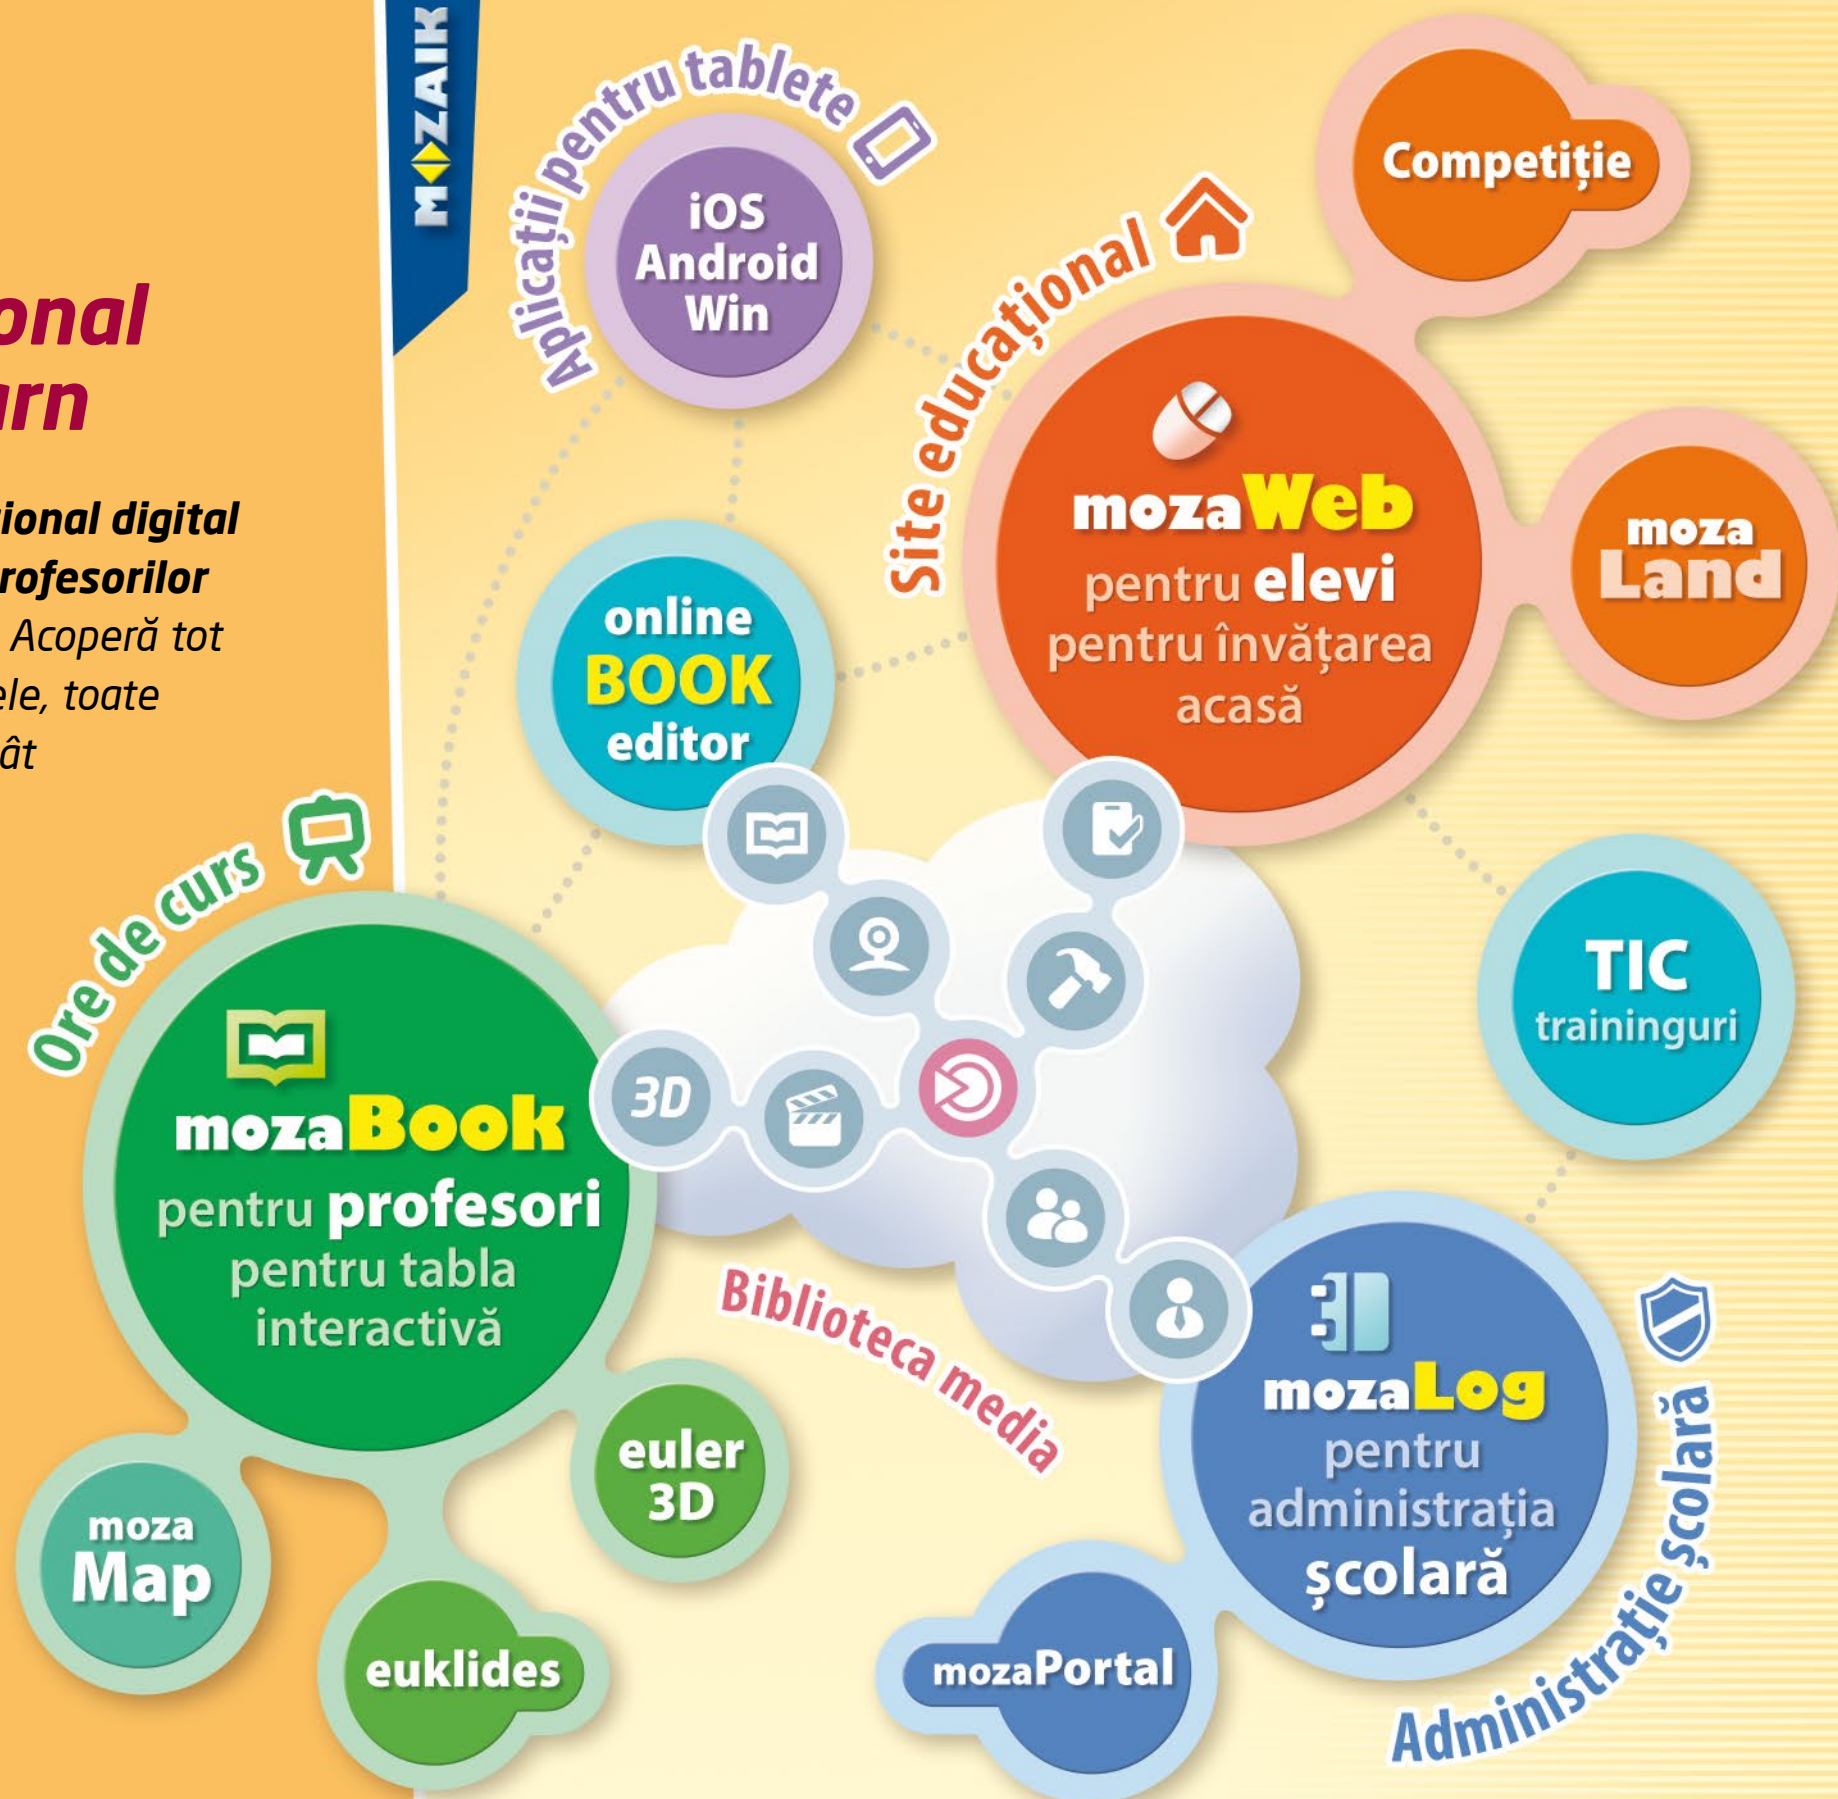 MOZAIK
onal
arn
ional digital
rofesorilor
Acoperă tot
ele, toate
ât
Aplicații pentru tablete
iOS
Android
Win
Competiție
Site educațional
mozaWeb
pentru elevi
pentru învățarea
acasă
moza
Land
online
BOOK
editor
TIC
traininguri
Ore de curs
mozaBook
pentru profesori
pentru tabla
interactivă
3D
Biblioteca media
mozaLog
pentru
administrația
școlară
Administrație școlară
euler
3D
moza
Map
euklides
mozaPortal